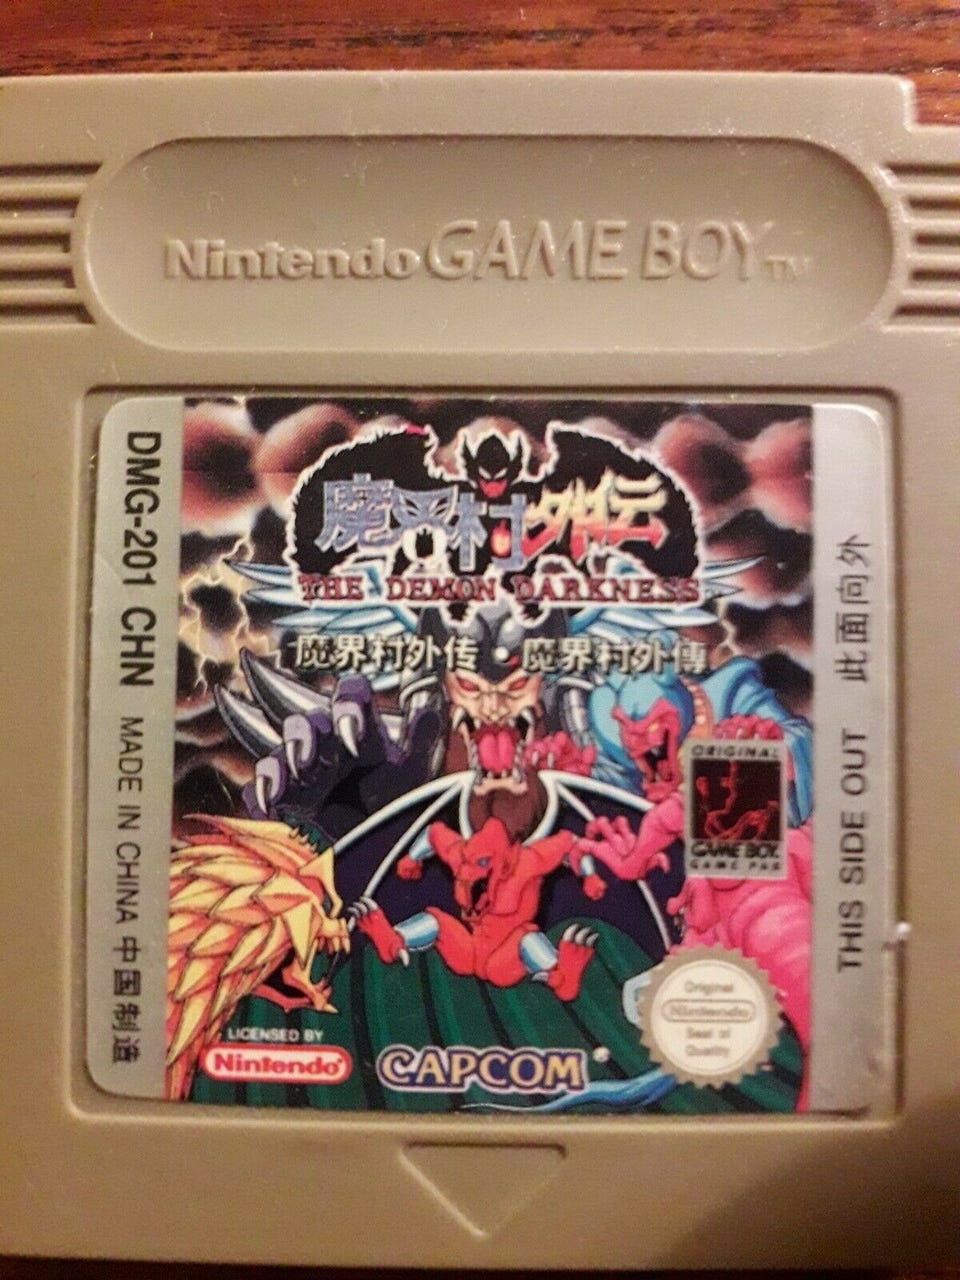 Nintendo GAME BOY TM
DMG-201 CHN MADE IN CHINA 中国制造
魔界村外伝
THE DEMON DARKNESS
魔界村外传 魔界村外傳
ORIGINAL
GAME BOY
GAME PAK
THIS SIDE OUT 此面向外
Original
Nintendo
Seal of
Quality
LICENSED BY
Nintendo®
CAPCOM®